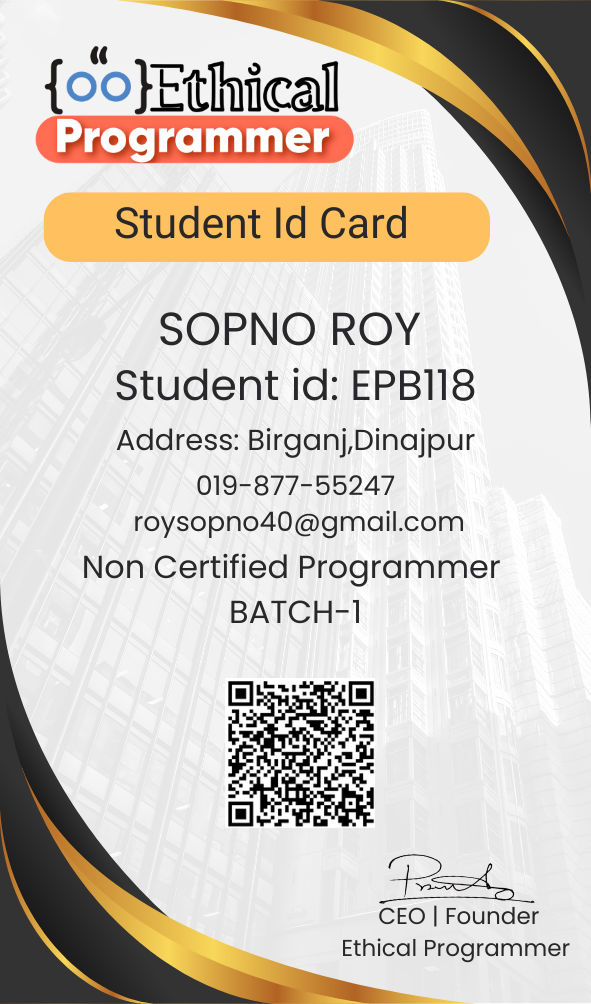 {oo}Ethical
Programmer
Student Id Card
SOPNO ROY
Student id: EPB118
Address: Birganj,Dinajpur
019-877-55247
roysopno40@gmail.com
Non Certified Programmer
BATCH-1
CEO | Founder
Ethical Programmer